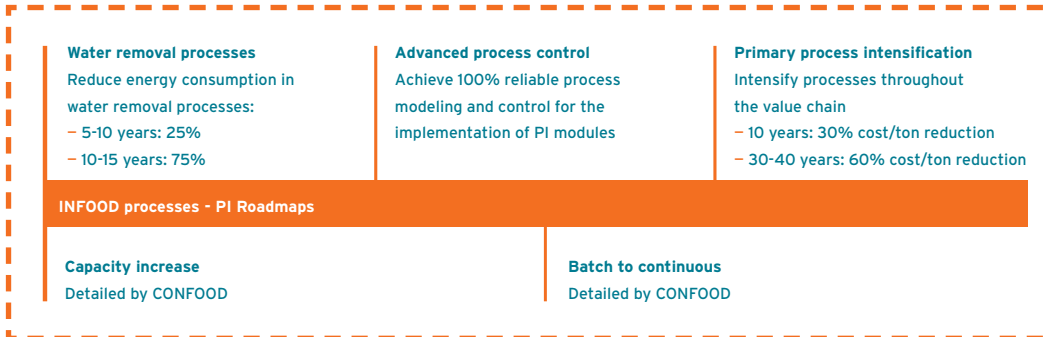 Water removal processes
Reduce energy consumption in
water removal processes:
– 5-10 years: 25%
– 10-15 years: 75%
Advanced process control
Achieve 100% reliable process
modeling and control for the
implementation of PI modules
Primary process intensification
Intensify processes throughout
the value chain
– 10 years: 30% cost/ton reduction
– 30-40 years: 60% cost/ton reduction
INFOOD processes - PI Roadmaps
Capacity increase
Detailed by CONFOOD
Batch to continuous
Detailed by CONFOOD